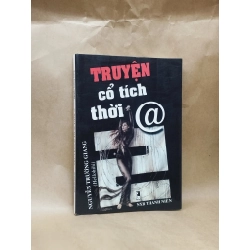 TRUYỆN
cổ tích
thời @
NGUYỄN TRƯỜNG GIANG
NXB THANH NIÊN